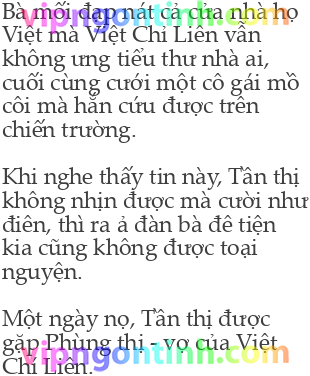 Bà mối đạp nát cả cửa nhà họ
Việt mà Việt Chi Liên vẫn
không ưng tiểu thư nhà ai,
cuối cùng cưới một cô gái mồ
côi mà hắn cứu được trên
chiến trường.
Khi nghe thấy tin này, Tần thị
không nhịn được mà cười như
điên, thì ra ả đàn bà đê tiện
kia cũng không được toại
nguyện.
Một ngày nọ, Tần thị được
gặp Phùng thị - vợ của Việt
Chi Liên.
vipngontinh.com
vipngontinh.com